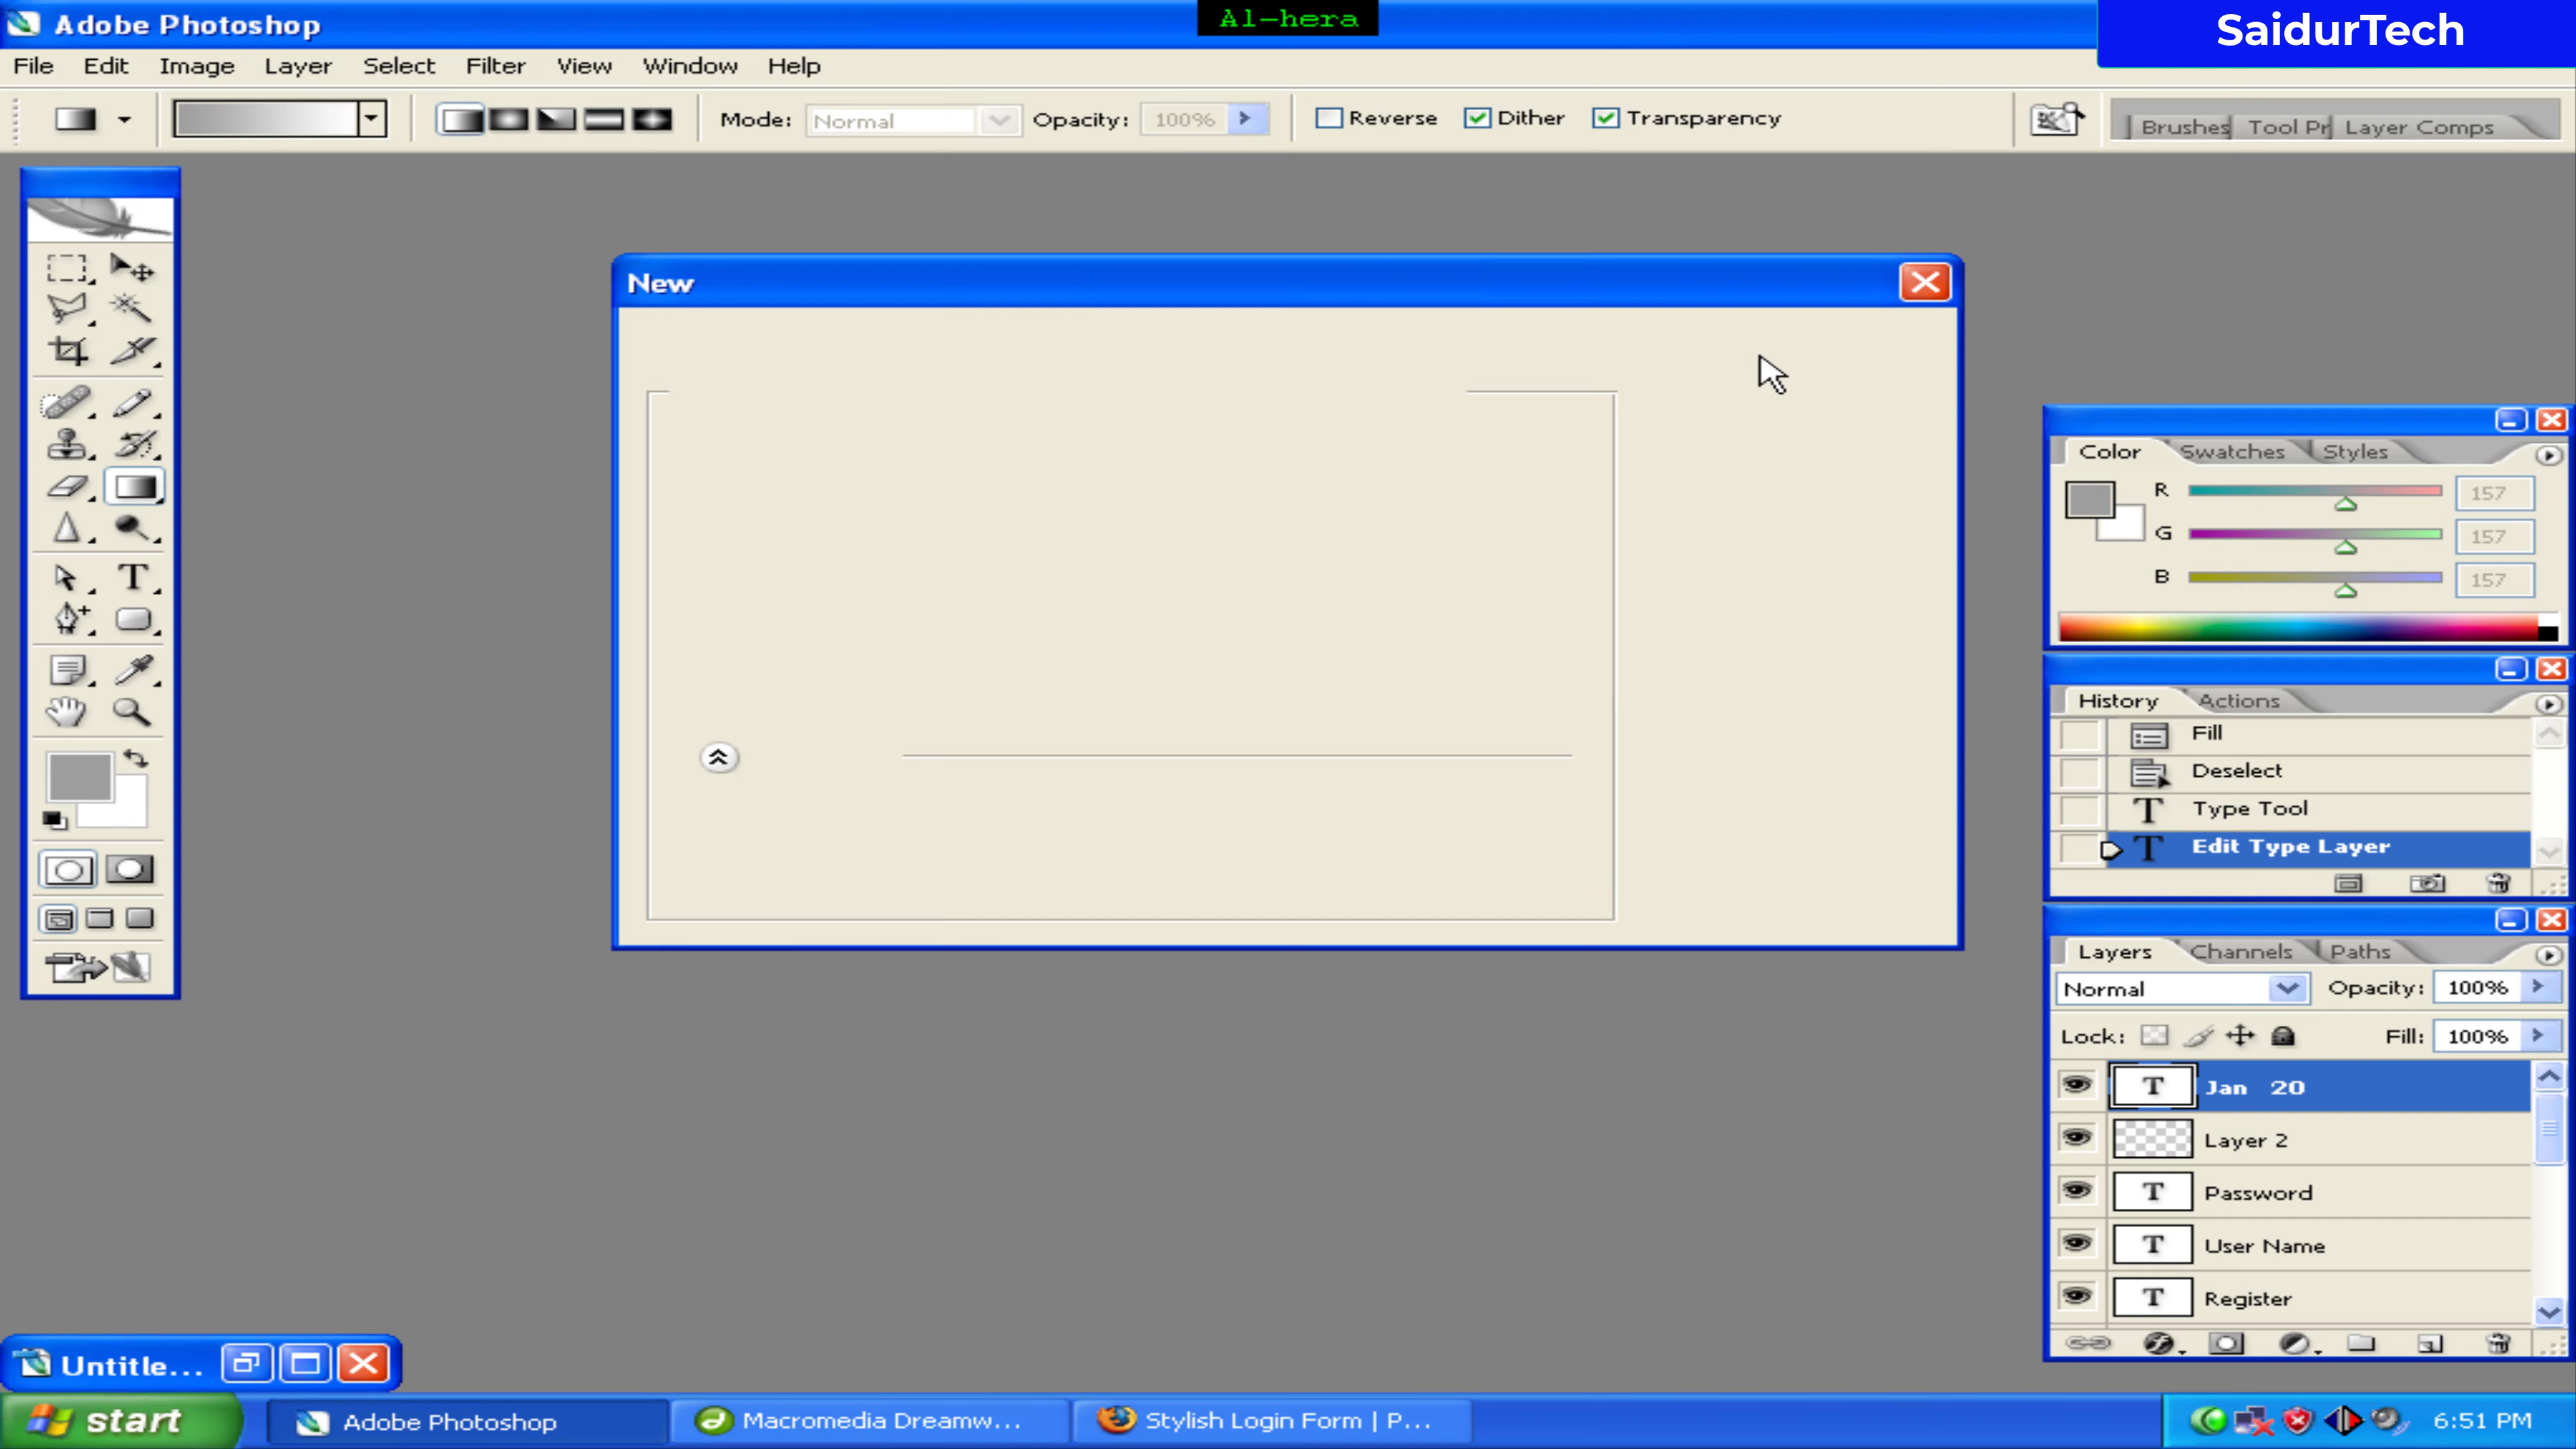 Adobe Photoshop
Al-hera
SaidurTech
File Edit Image Layer Select Filter View Window Help
Mode: Normal Opacity: 100% Reverse Dither Transparency
Brushes Tool Pr Layer Comps
New
Color Swatches Styles
R 157
G 157
B 157
History Actions
Fill
Deselect
T Type Tool
T Edit Type Layer
Layers Channels Paths
Normal Opacity: 100%
Lock: Fill: 100%
T Jan 20
Layer 2
T Password
T User Name
T Register
Untitle...
start Adobe Photoshop Macromedia Dreamw... Stylish Login Form | P... 6:51 PM